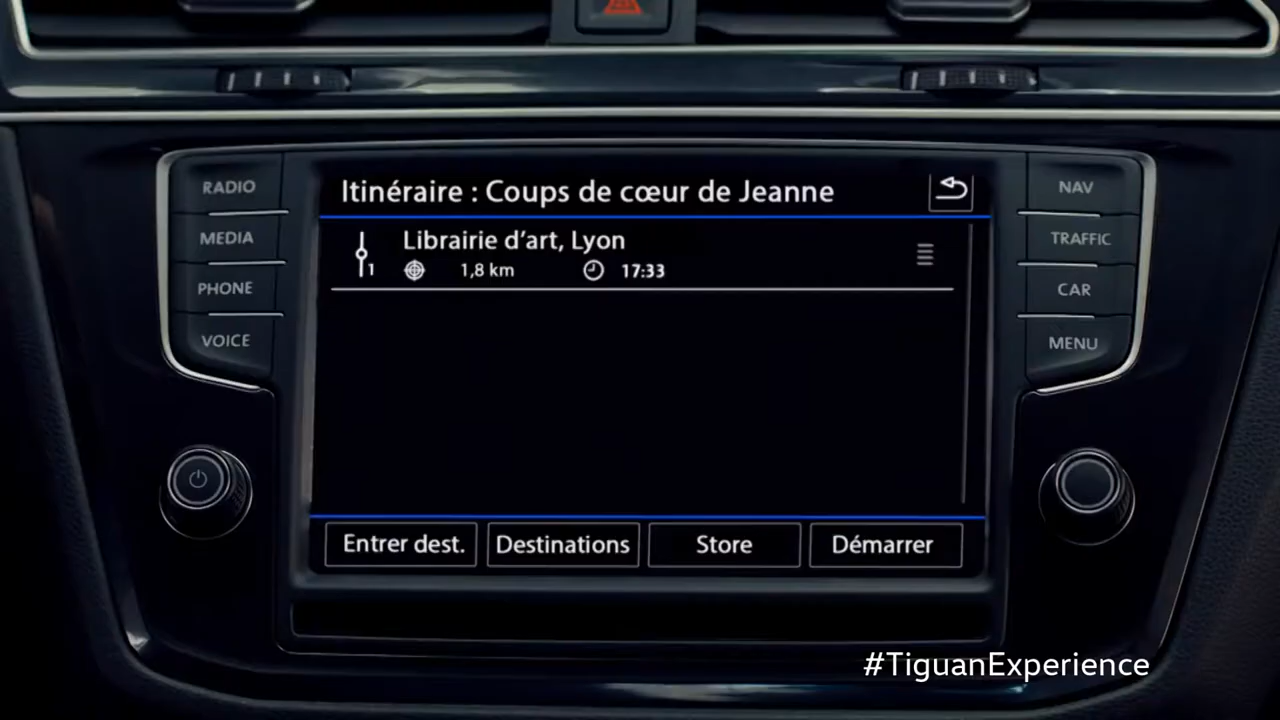 RADIO
MEDIA
PHONE
VOICE
Itinéraire : Coups de cœur de Jeanne
Librairie d'art, Lyon
1
1,8 km
17:33
Entrer dest.
Destinations
Store
Démarrer
NAV
TRAFFIC
CAR
MENU
#TiguanExperience